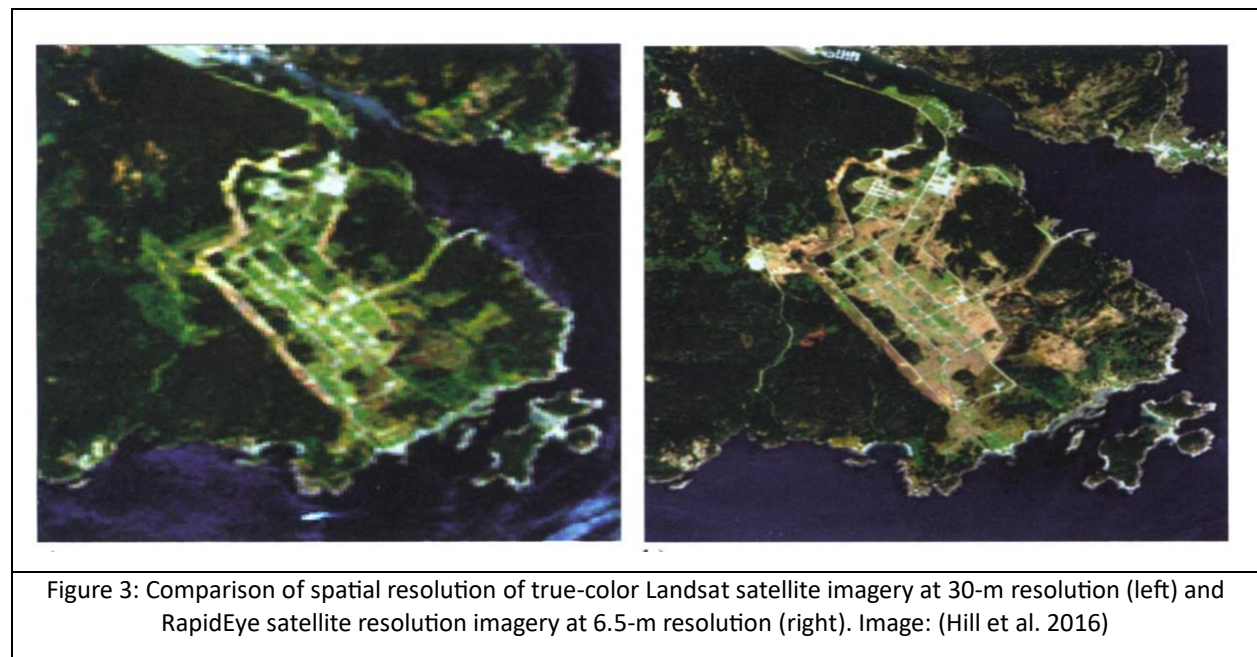 Figure 3: Comparison of spatial resolution of true-color Landsat satellite imagery at 30-m resolution (left) and
RapidEye satellite resolution imagery at 6.5-m resolution (right). Image: (Hill et al. 2016)